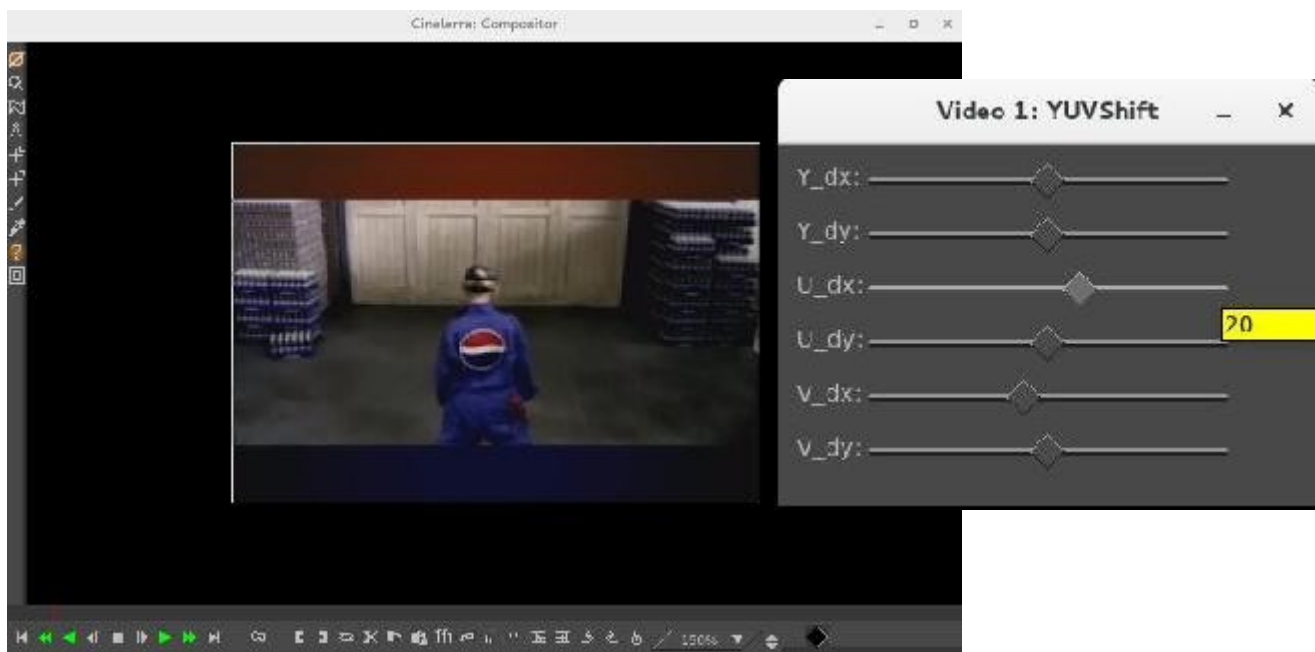 Cinelerra: Compositor
Video 1: YUVShift
Y_dx:
Y_dy:
U_dx:
20
U_dy:
V_dx:
V_dy:
150%